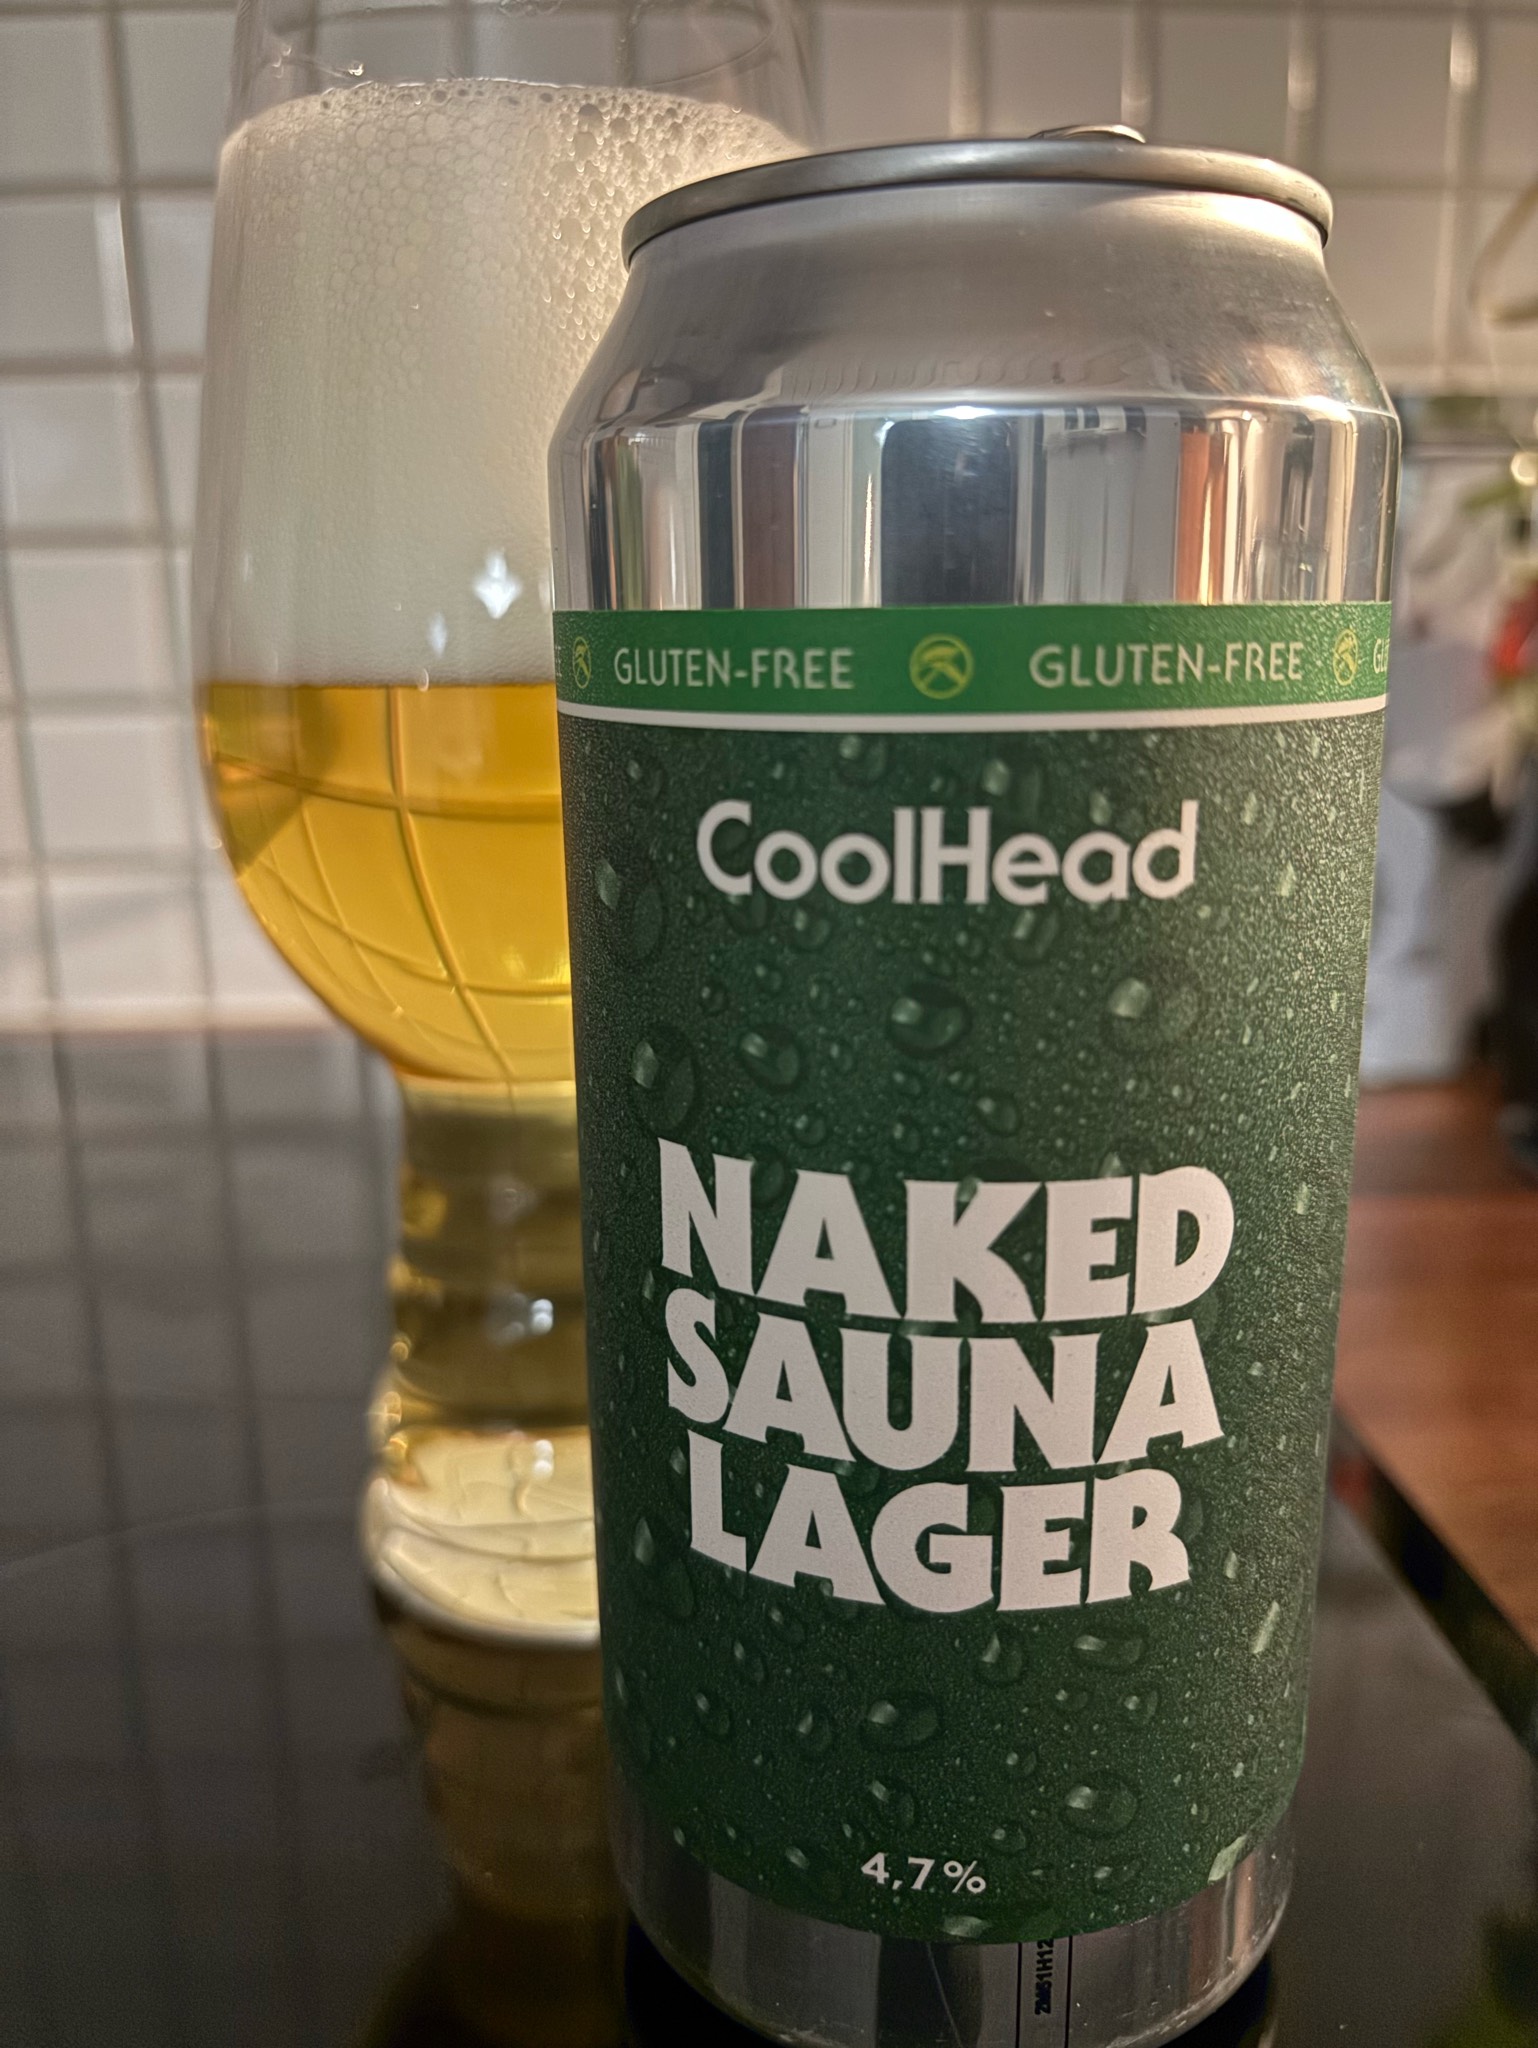 GLUTEN-FREE GLUTEN-FREE
CoolHead
NAKED
SAUNA
LAGER
4,7%